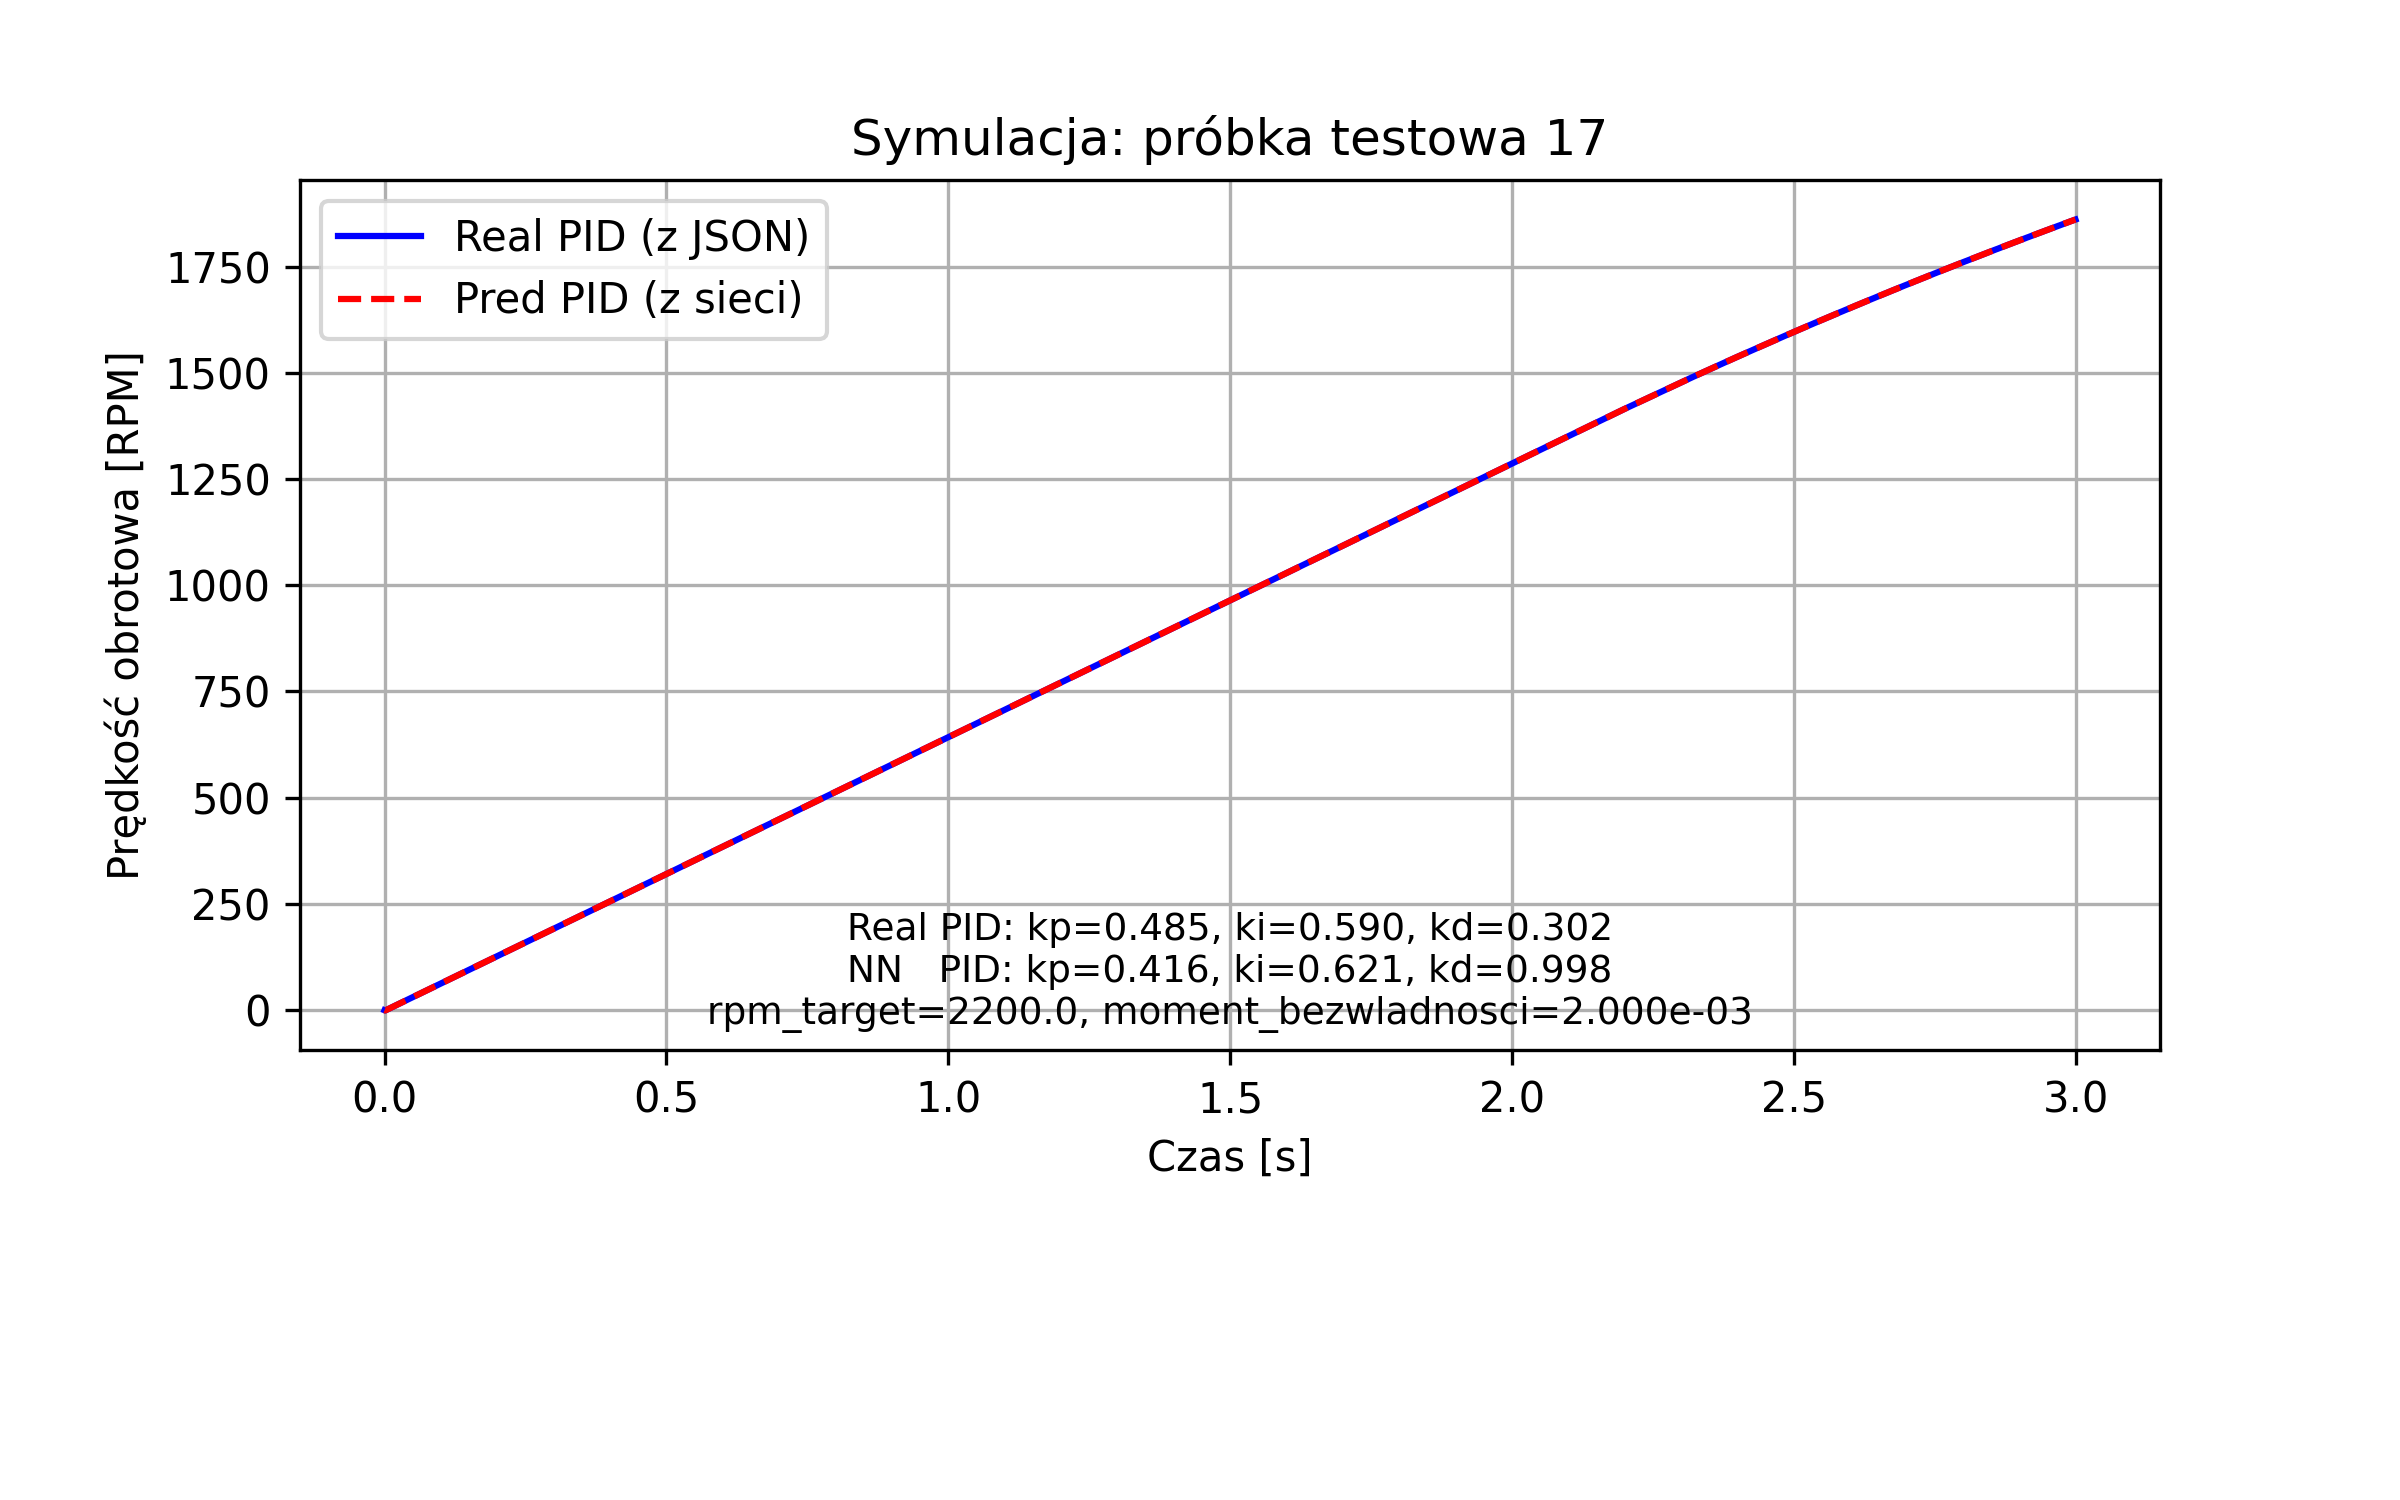 Symulacja: próbka testowa 17
Real PID (z JSON)
Pred PID (z sieci)
Prędkość obrotowa [RPM]
1750
1500
1250
1000
750
500
250
0
Real PID: kp=0.485, ki=0.590, kd=0.302
NN   PID: kp=0.416, ki=0.621, kd=0.998
rpm_target=2200.0, moment_bezwladnosci=2.000e-03
0.0 0.5 1.0 1.5 2.0 2.5 3.0
Czas [s]